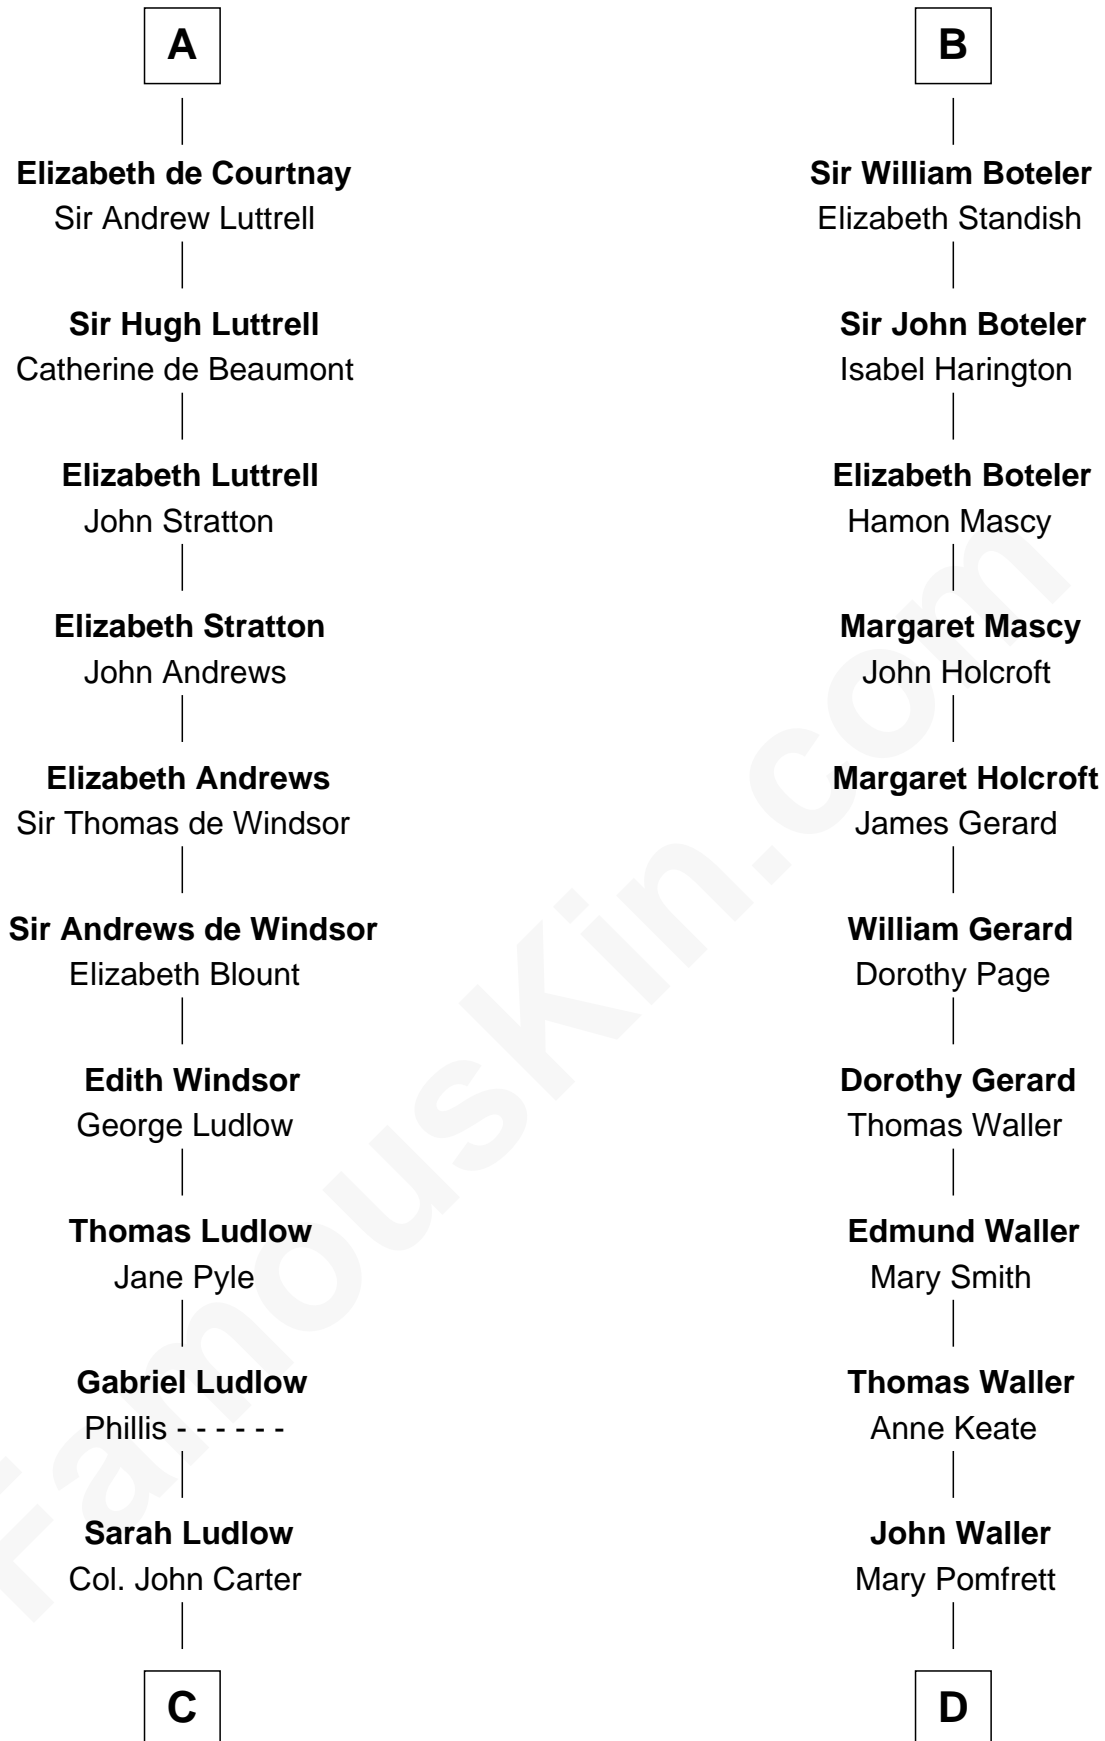 A
Elizabeth de Courtnay
Sir Andrew Luttrell
Sir Hugh Luttrell
Catherine de Beaumont
Elizabeth Luttrell
John Stratton
Elizabeth Stratton
John Andrews
Elizabeth Andrews
Sir Thomas de Windsor
Sir Andrews de Windsor
Elizabeth Blount
Edith Windsor
George Ludlow
Thomas Ludlow
Jane Pyle
Gabriel Ludlow
Phillis - - - - - -
Sarah Ludlow
Col. John Carter
C
B
Sir William Boteler
Elizabeth Standish
Sir John Boteler
Isabel Harington
Elizabeth Boteler
Hamon Mascy
Margaret Mascy
John Holcroft
Margaret Holcroft
James Gerard
William Gerard
Dorothy Page
Dorothy Gerard
Thomas Waller
Edmund Waller
Mary Smith
Thomas Waller
Anne Keate
John Waller
Mary Pomfrett
D
FamousKin.com